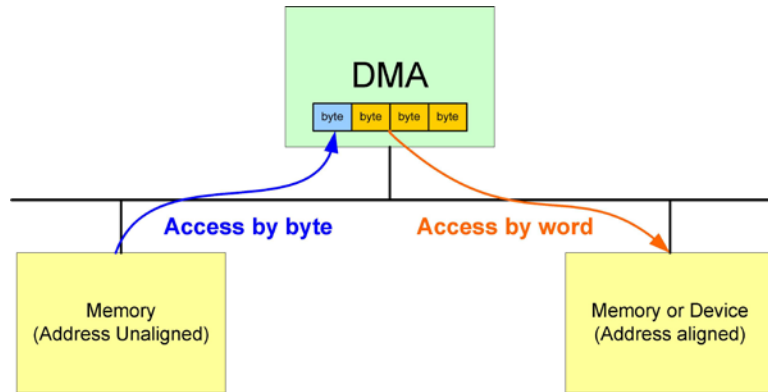 DMA
byte byte byte byte
Access by byte
Access by word
Memory
(Address Unaligned)
Memory or Device
(Address aligned)